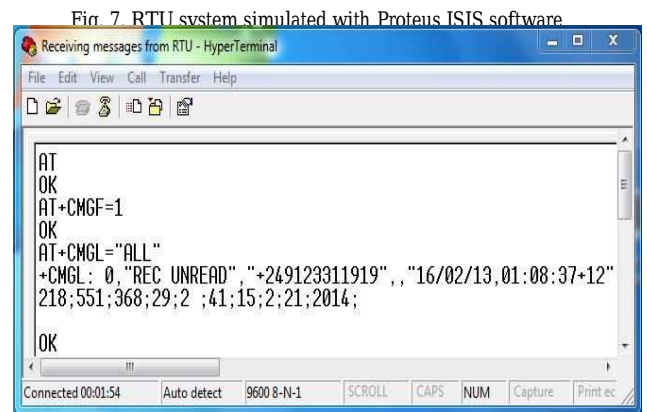 Fig. 7. RTU system simulated with Proteus ISIS software
Receiving messages from RTU - HyperTerminal
File Edit View Call Transfer Help
AT
OK
AT+CMGF=1
OK
AT+CMGL="ALL"
+CMGL: 0,"REC UNREAD","+249123311919",,"16/02/13,01:08:37+12"
218;551;368;29;2 ;41;15;2;21;2014;
OK
Connected 00:01:54 Auto detect 9600 8-N-1 SCROLL CAPS NUM Capture Print ec